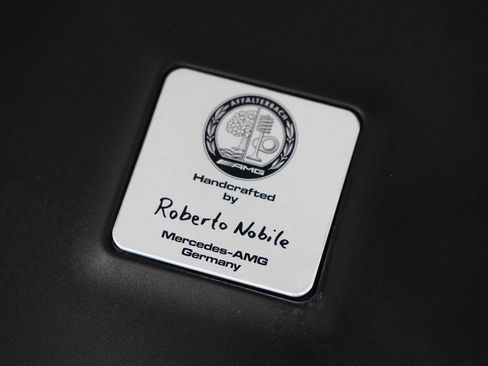 AFFALTERBACH
AMG
Handcrafted
by
Roberto Nobile
Mercedes-AMG
Germany